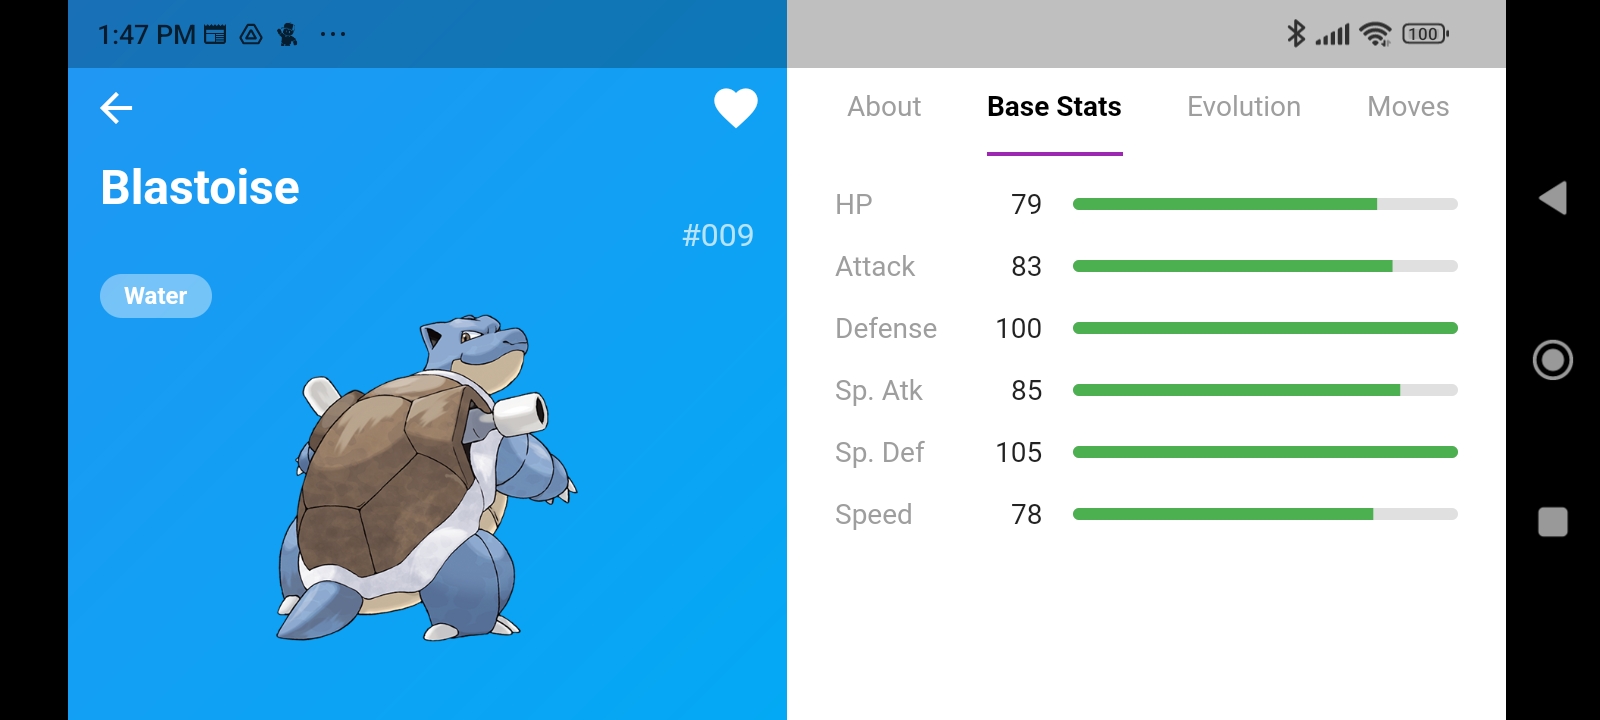 1:47 PM
100
Blastoise
#009
Water
About Base Stats Evolution Moves
HP 79
Attack 83
Defense 100
Sp. Atk 85
Sp. Def 105
Speed 78